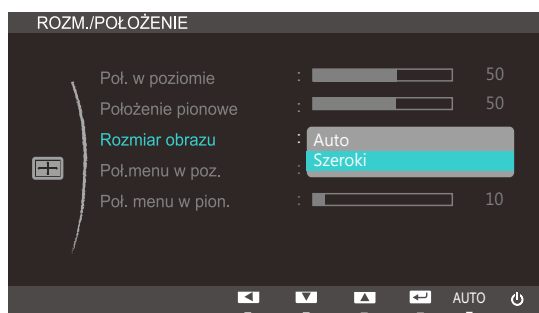 ROZM./POŁOŻENIE
Poł. w poziomie : 50
Położenie pionowe : 50
Rozmiar obrazu : Auto
Szeroki
Poł.menu w poz. :
Poł. menu w pion. : 10
AUTO